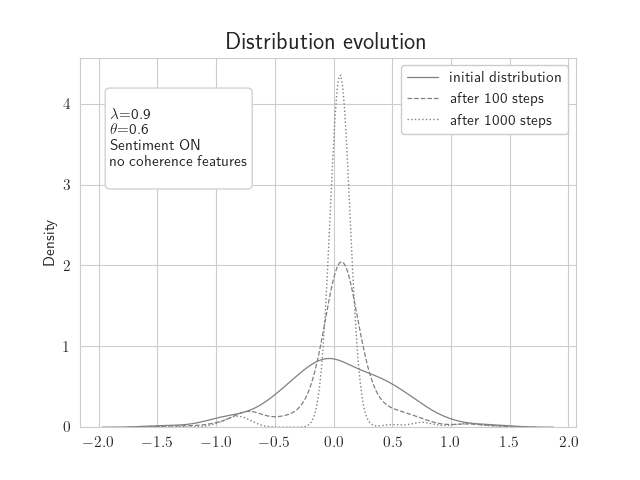 Distribution evolution
initial distribution
after 100 steps
after 1000 steps
λ=0.9
θ=0.6
Sentiment ON
no coherence features
Density
4
3
2
1
0
−2.0 −1.5 −1.0 −0.5 0.0 0.5 1.0 1.5 2.0